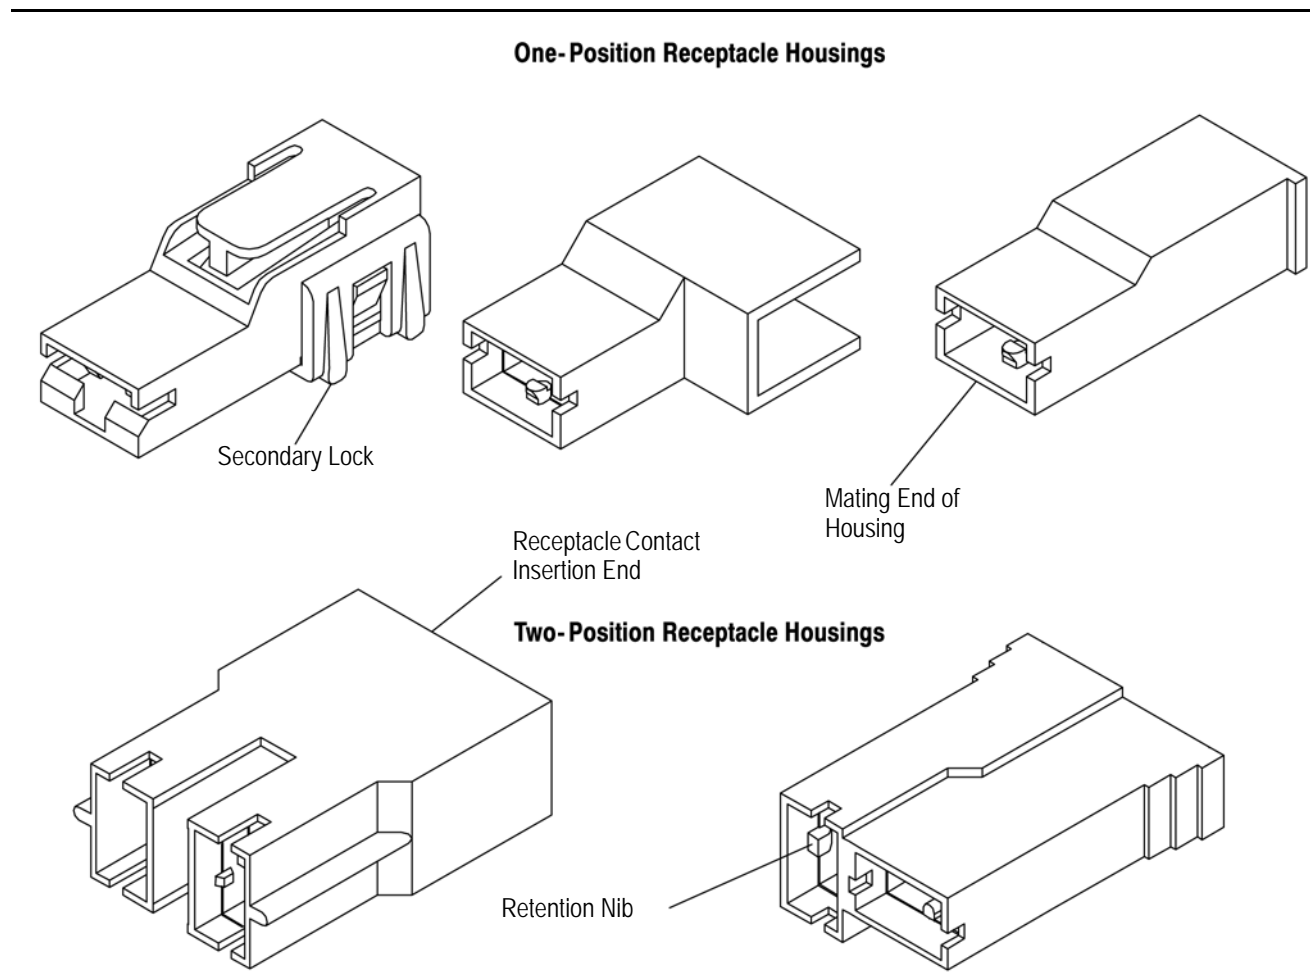 One-Position Receptacle Housings
Secondary Lock
Mating End of
Housing
Receptacle Contact
Insertion End
Two-Position Receptacle Housings
Retention Nib